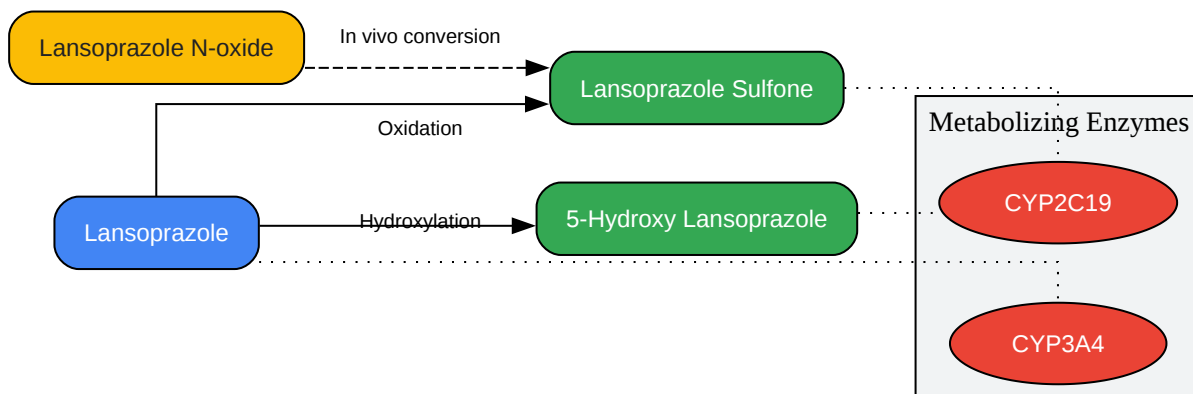 Lansoprazole N-oxide
In vivo conversion
Lansoprazole Sulfone
Oxidation
Metabolizing Enzymes
CYP2C19
Lansoprazole
Hydroxylation
5-Hydroxy Lansoprazole
CYP3A4